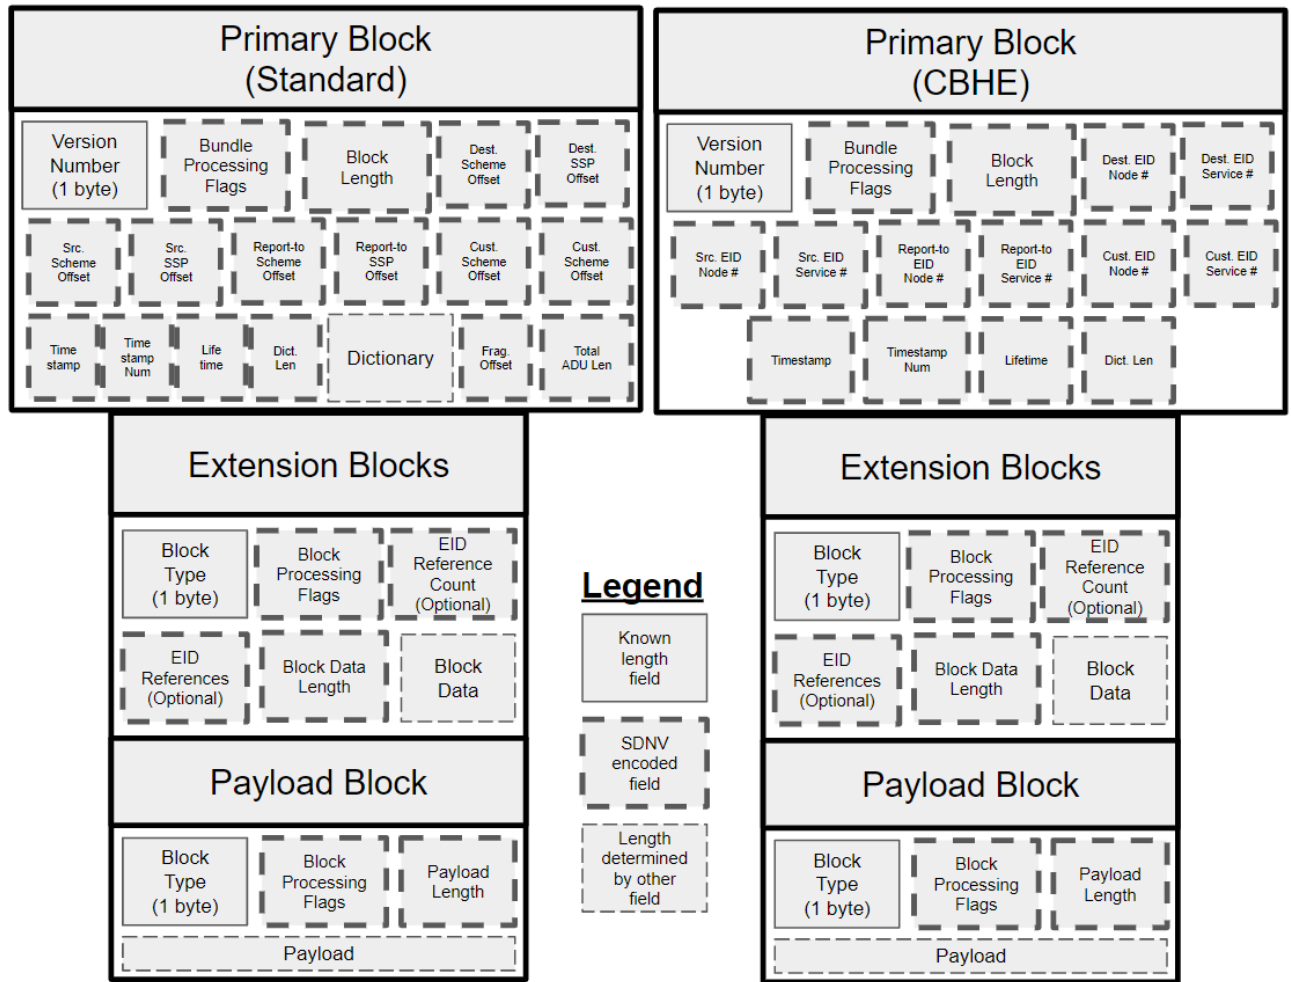 Primary Block
(Standard)
Version
Number
(1 byte)
Bundle
Processing
Flags
Block
Length
Dest.
Scheme
Offset
Dest.
SSP
Offset
Src.
Scheme
Offset
Src.
SSP
Offset
Report-to
Scheme
Offset
Report-to
SSP
Offset
Cust.
Scheme
Offset
Cust.
Scheme
Offset
Time
stamp
Time
stamp
Num
Life
time
Dict.
Len
Dictionary
Frag.
Offset
Total
ADU Len
Extension Blocks
Block
Type
(1 byte)
Block
Processing
Flags
EID
Reference
Count
(Optional)
EID
References
(Optional)
Block Data
Length
Block
Data
Payload Block
Block
Type
(1 byte)
Block
Processing
Flags
Payload
Length
Payload
Legend
Known
length
field
SDNV
encoded
field
Length
determined
by other
field
Primary Block
(CBHE)
Version
Number
(1 byte)
Bundle
Processing
Flags
Block
Length
Dest. EID
Node #
Dest. EID
Service #
Src. EID
Node #
Src. EID
Service #
Report-to
EID
Node #
Report-to
EID
Service #
Cust. EID
Node #
Cust. EID
Service #
Timestamp
Timestamp
Num
Lifetime
Dict. Len
Extension Blocks
Block
Type
(1 byte)
Block
Processing
Flags
EID
Reference
Count
(Optional)
EID
References
(Optional)
Block Data
Length
Block
Data
Payload Block
Block
Type
(1 byte)
Block
Processing
Flags
Payload
Length
Payload